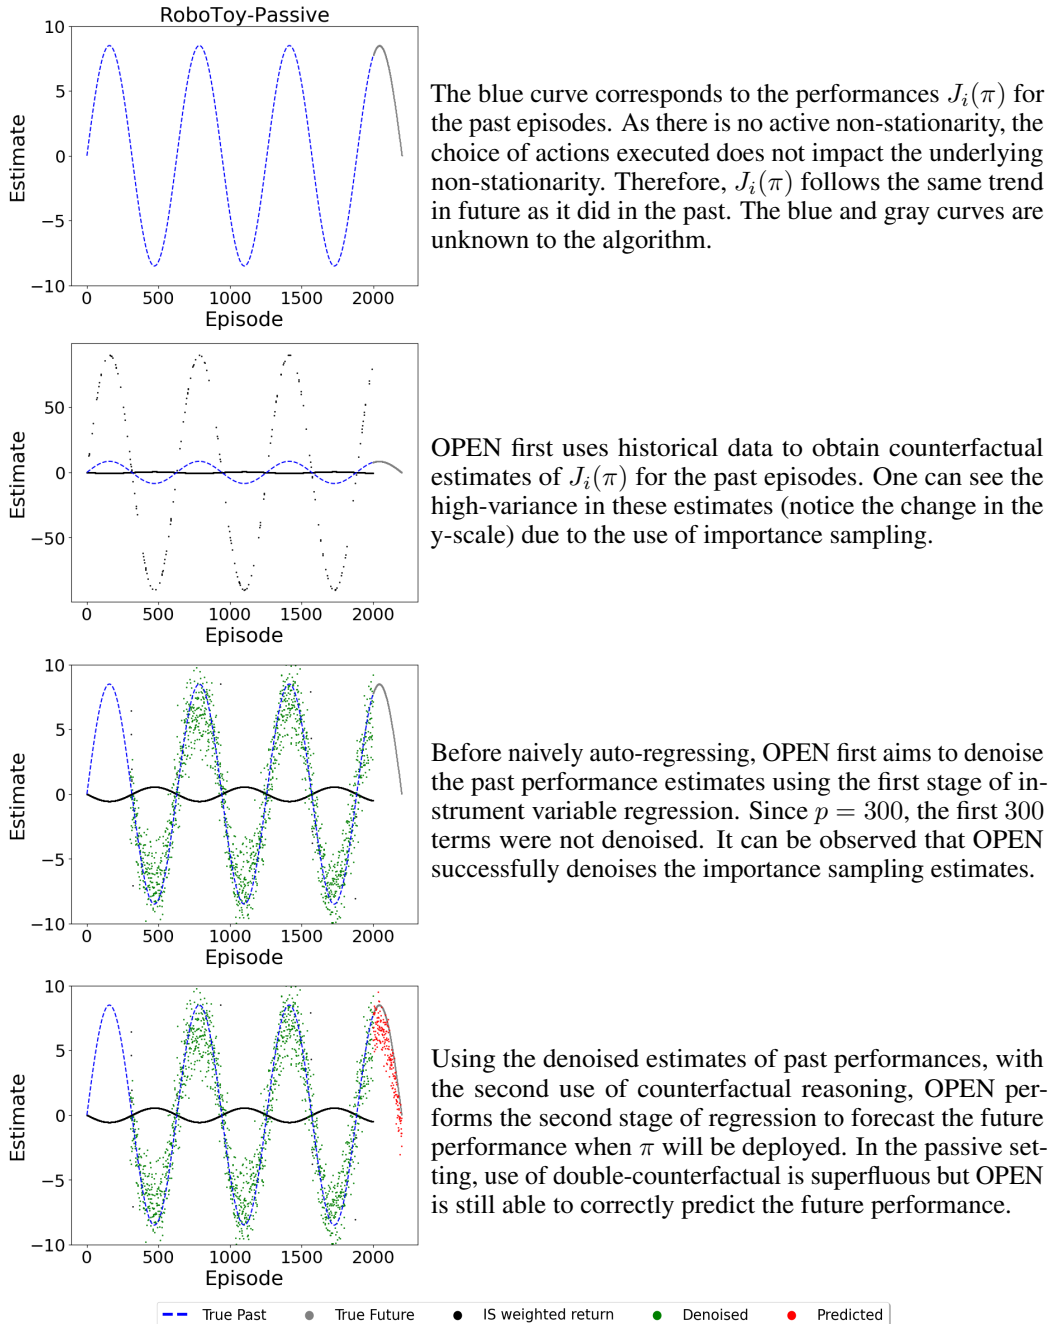 RoboToy-Passive
10
5
0
−5
−10
Estimate
0 500 1000 1500 2000
Episode
The blue curve corresponds to the performances J_i(π) for
the past episodes. As there is no active non-stationarity, the
choice of actions executed does not impact the underlying
non-stationarity. Therefore, J_i(π) follows the same trend
in future as it did in the past. The blue and gray curves are
unknown to the algorithm.
50
0
−50
Estimate
0 500 1000 1500 2000
Episode
OPEN first uses historical data to obtain counterfactual
estimates of J_i(π) for the past episodes. One can see the
high-variance in these estimates (notice the change in the
y-scale) due to the use of importance sampling.
10
5
0
−5
−10
Estimate
0 500 1000 1500 2000
Episode
Before naively auto-regressing, OPEN first aims to denoise
the past performance estimates using the first stage of in-
strument variable regression. Since p = 300, the first 300
terms were not denoised. It can be observed that OPEN
successfully denoises the importance sampling estimates.
10
5
0
−5
−10
Estimate
0 500 1000 1500 2000
Episode
Using the denoised estimates of past performances, with
the second use of counterfactual reasoning, OPEN per-
forms the second stage of regression to forecast the future
performance when π will be deployed. In the passive set-
ting, use of double-counterfactual is superfluous but OPEN
is still able to correctly predict the future performance.
True Past True Future IS weighted return Denoised Predicted